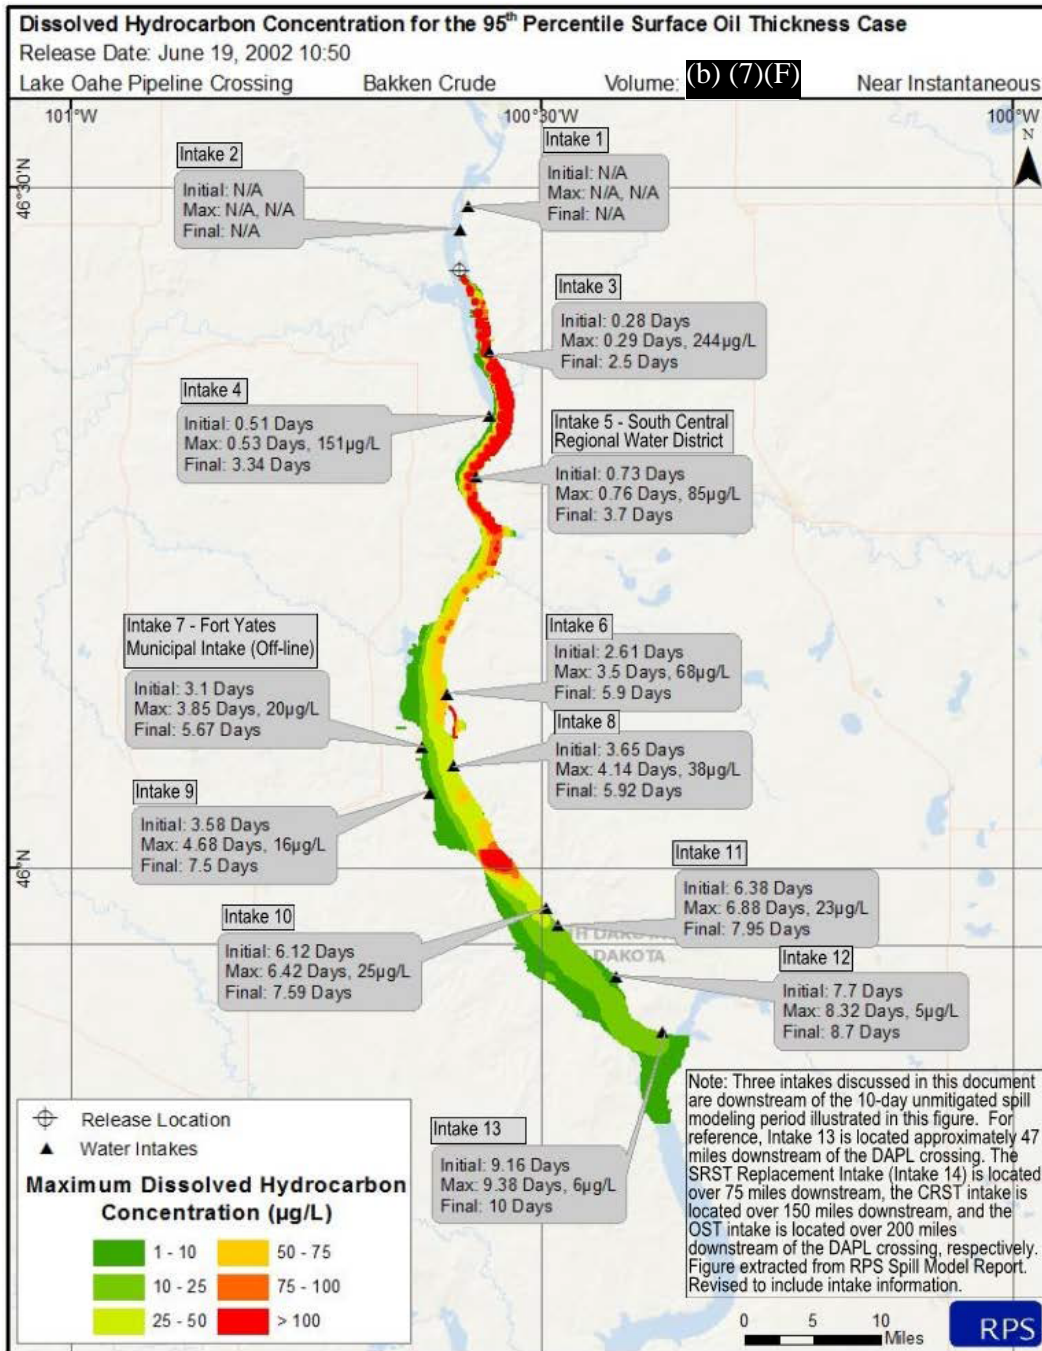 Dissolved Hydrocarbon Concentration for the 95th Percentile Surface Oil Thickness Case
Release Date: June 19, 2002 10:50
Lake Oahe Pipeline Crossing Bakken Crude Volume: (b) (7)(F) Near Instantaneous
101°W 100°30'W 100°W
N
46°30'N
46°N
Intake 1
Initial: N/A
Max: N/A, N/A
Final: N/A
Intake 2
Initial: N/A
Max: N/A, N/A
Final: N/A
Intake 3
Initial: 0.28 Days
Max: 0.29 Days, 244µg/L
Final: 2.5 Days
Intake 4
Initial: 0.51 Days
Max: 0.53 Days, 151µg/L
Final: 3.34 Days
Intake 5 - South Central
Regional Water District
Initial: 0.73 Days
Max: 0.76 Days, 85µg/L
Final: 3.7 Days
Intake 6
Initial: 2.61 Days
Max: 3.5 Days, 68µg/L
Final: 5.9 Days
Intake 7 - Fort Yates
Municipal Intake (Off-line)
Initial: 3.1 Days
Max: 3.85 Days, 20µg/L
Final: 5.67 Days
Intake 8
Initial: 3.65 Days
Max: 4.14 Days, 38µg/L
Final: 5.92 Days
Intake 9
Initial: 3.58 Days
Max: 4.68 Days, 16µg/L
Final: 7.5 Days
Intake 10
Initial: 6.12 Days
Max: 6.42 Days, 25µg/L
Final: 7.59 Days
Intake 11
Initial: 6.38 Days
Max: 6.88 Days, 23µg/L
Final: 7.95 Days
DAKOTA
Intake 12
Initial: 7.7 Days
Max: 8.32 Days, 5µg/L
Final: 8.7 Days
Intake 13
Initial: 9.16 Days
Max: 9.38 Days, 6µg/L
Final: 10 Days
Release Location
Water Intakes
Maximum Dissolved Hydrocarbon
Concentration (µg/L)
1 - 10 50 - 75
10 - 25 75 - 100
25 - 50 > 100
Note: Three intakes discussed in this document
are downstream of the 10-day unmitigated spill
modeling period illustrated in this figure. For
reference, Intake 13 is located approximately 47
miles downstream of the DAPL crossing. The
SRST Replacement Intake (Intake 14) is located
over 75 miles downstream, the CRST intake is
located over 150 miles downstream, and the
OST intake is located over 200 miles
downstream of the DAPL crossing, respectively.
Figure extracted from RPS Spill Model Report.
Revised to include intake information.
0 5 10
Miles
RPS